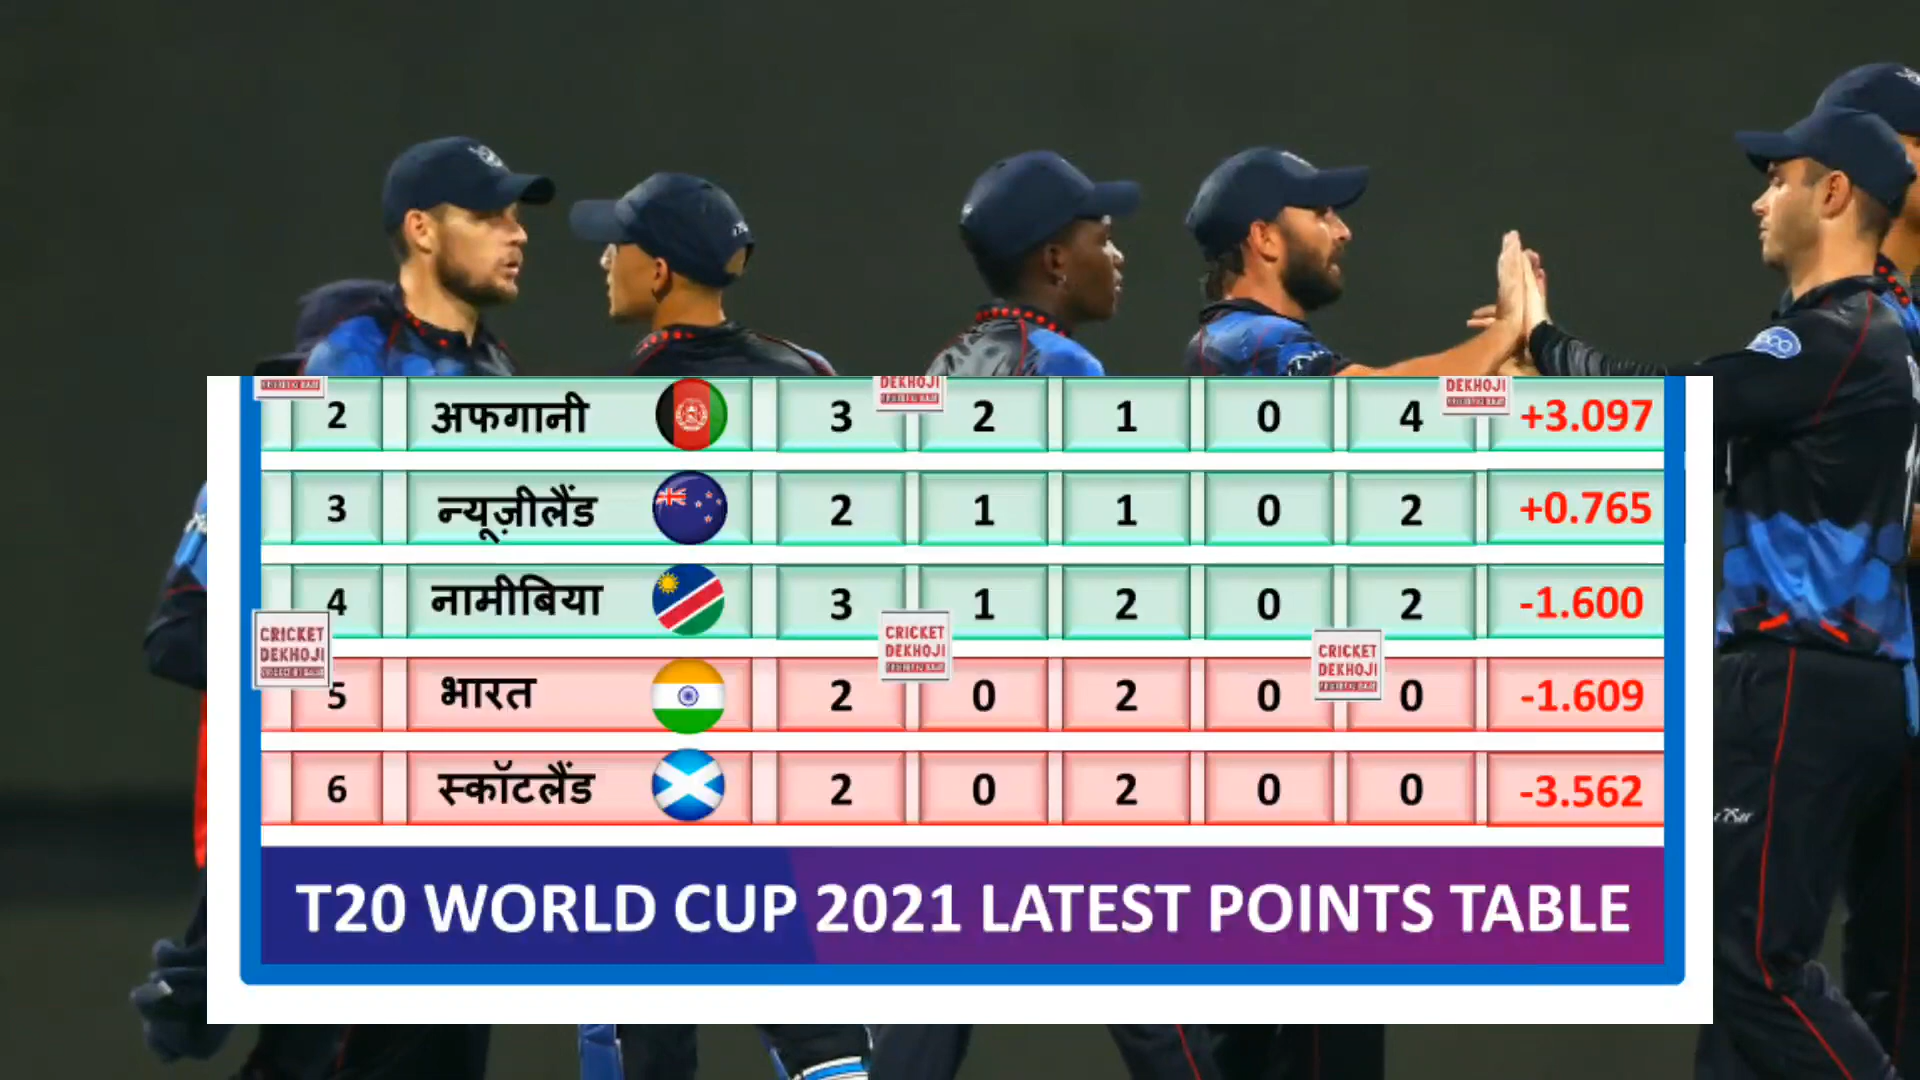 DEKHOJI
DEKHOJI
2 अफगानी 3 2 1 0 4 +3.097
3 न्यूज़ीलैंड 2 1 1 0 2 +0.765
4 नामीबिया 3 1 2 0 2 -1.600
CRICKET
DEKHOJI
CRICKET
DEKHOJI
CRICKET
DEKHOJI
5 भारत 2 0 2 0 0 -1.609
6 स्कॉटलैंड 2 0 2 0 0 -3.562
T20 WORLD CUP 2021 LATEST POINTS TABLE